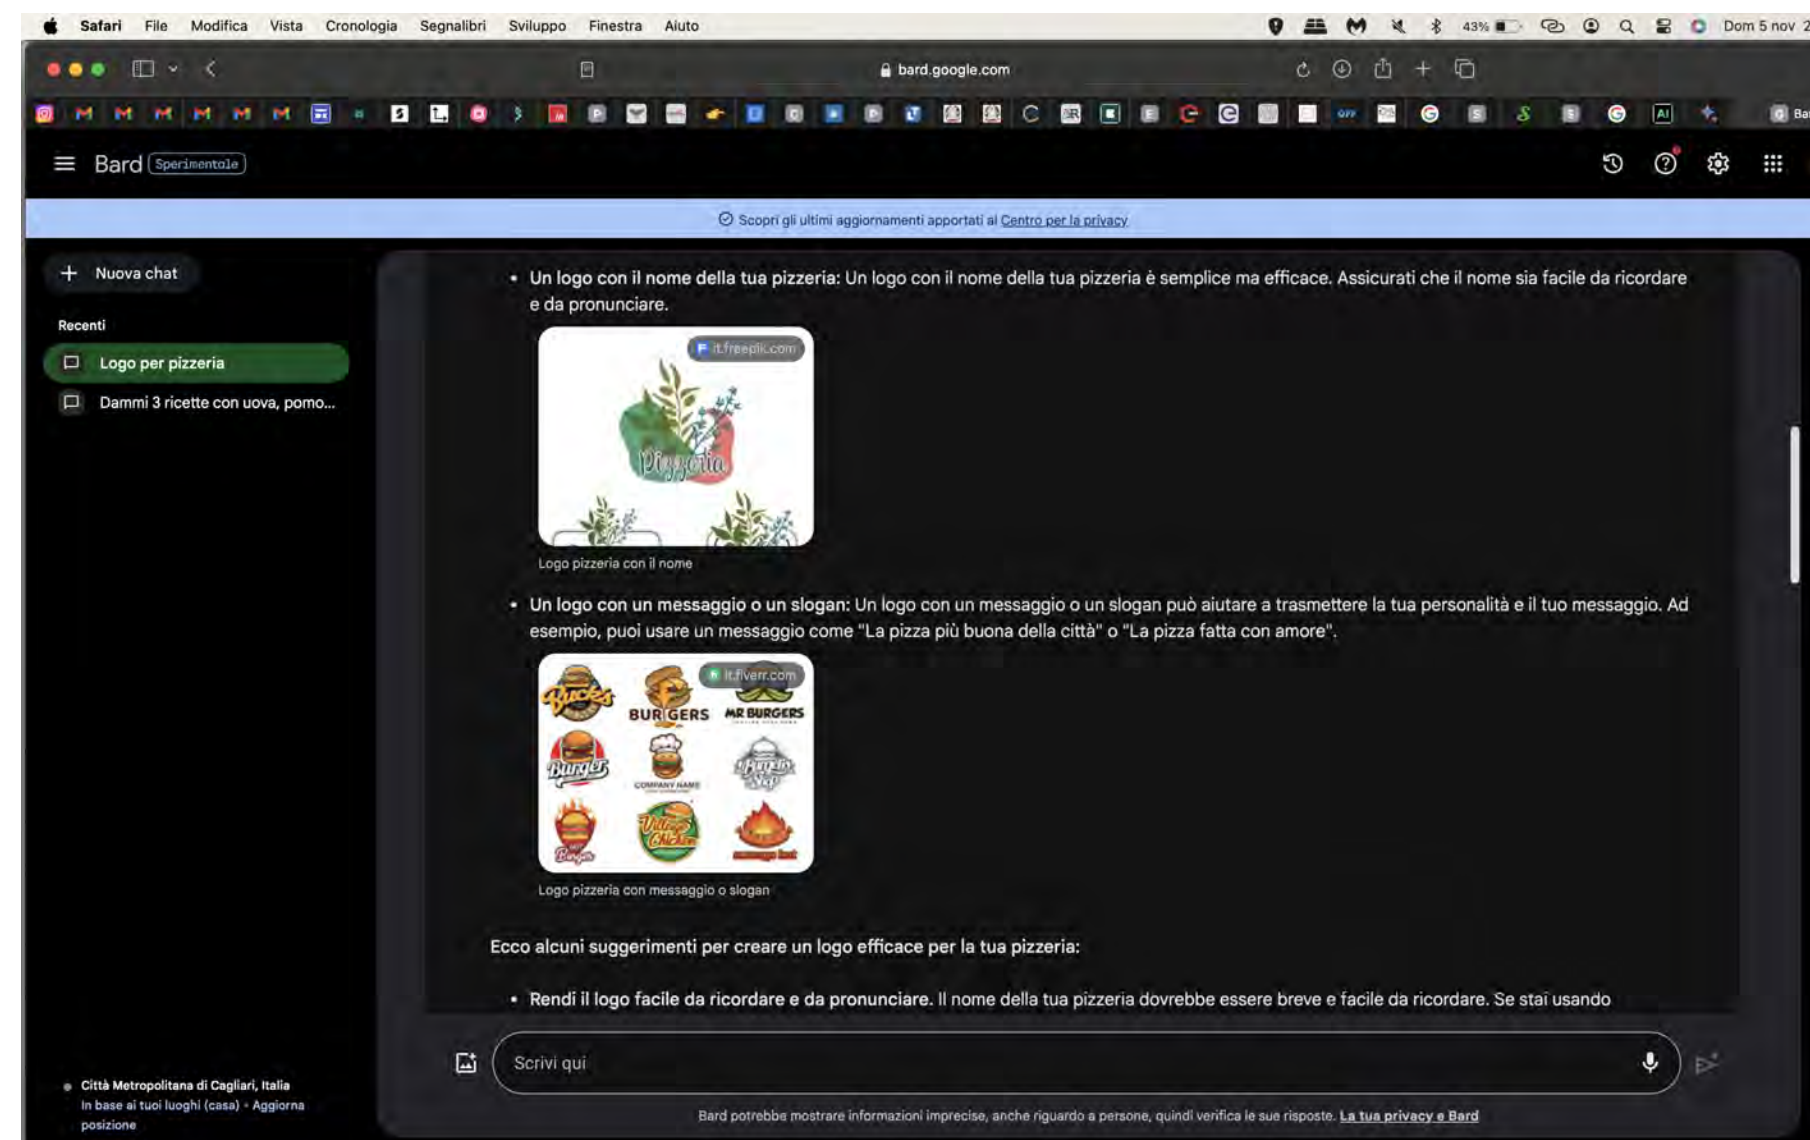 Safari File Modifica Vista Cronologia Segnalibri Sviluppo Finestra Aiuto
43% Dom 5 nov 2
bard.google.com
Bard Sperimentale
Scopri gli ultimi aggiornamenti apportati al Centro per la privacy
+ Nuova chat
Recenti
Logo per pizzeria
Dammi 3 ricette con uova, pomo...
• Un logo con il nome della tua pizzeria: Un logo con il nome della tua pizzeria è semplice ma efficace. Assicurati che il nome sia facile da ricordare
e da pronunciare.
it.freepik.com
Pizzeria
Logo pizzeria con il nome
• Un logo con un messaggio o un slogan: Un logo con un messaggio o un slogan può aiutare a trasmettere la tua personalità e il tuo messaggio. Ad
esempio, puoi usare un messaggio come "La pizza più buona della città" o "La pizza fatta con amore".
it.fiverr.com
Bucks
BURGERS
MR BURGERS
Burger
COMPANY NAME
Burger
Village
Chicken
Logo pizzeria con messaggio o slogan
Ecco alcuni suggerimenti per creare un logo efficace per la tua pizzeria:
• Rendi il logo facile da ricordare e da pronunciare. Il nome della tua pizzeria dovrebbe essere breve e facile da ricordare. Se stai usando
Scrivi qui
Città Metropolitana di Cagliari, Italia
In base ai tuoi luoghi (casa) • Aggiorna
posizione
Bard potrebbe mostrare informazioni imprecise, anche riguardo a persone, quindi verifica le sue risposte. La tua privacy e Bard